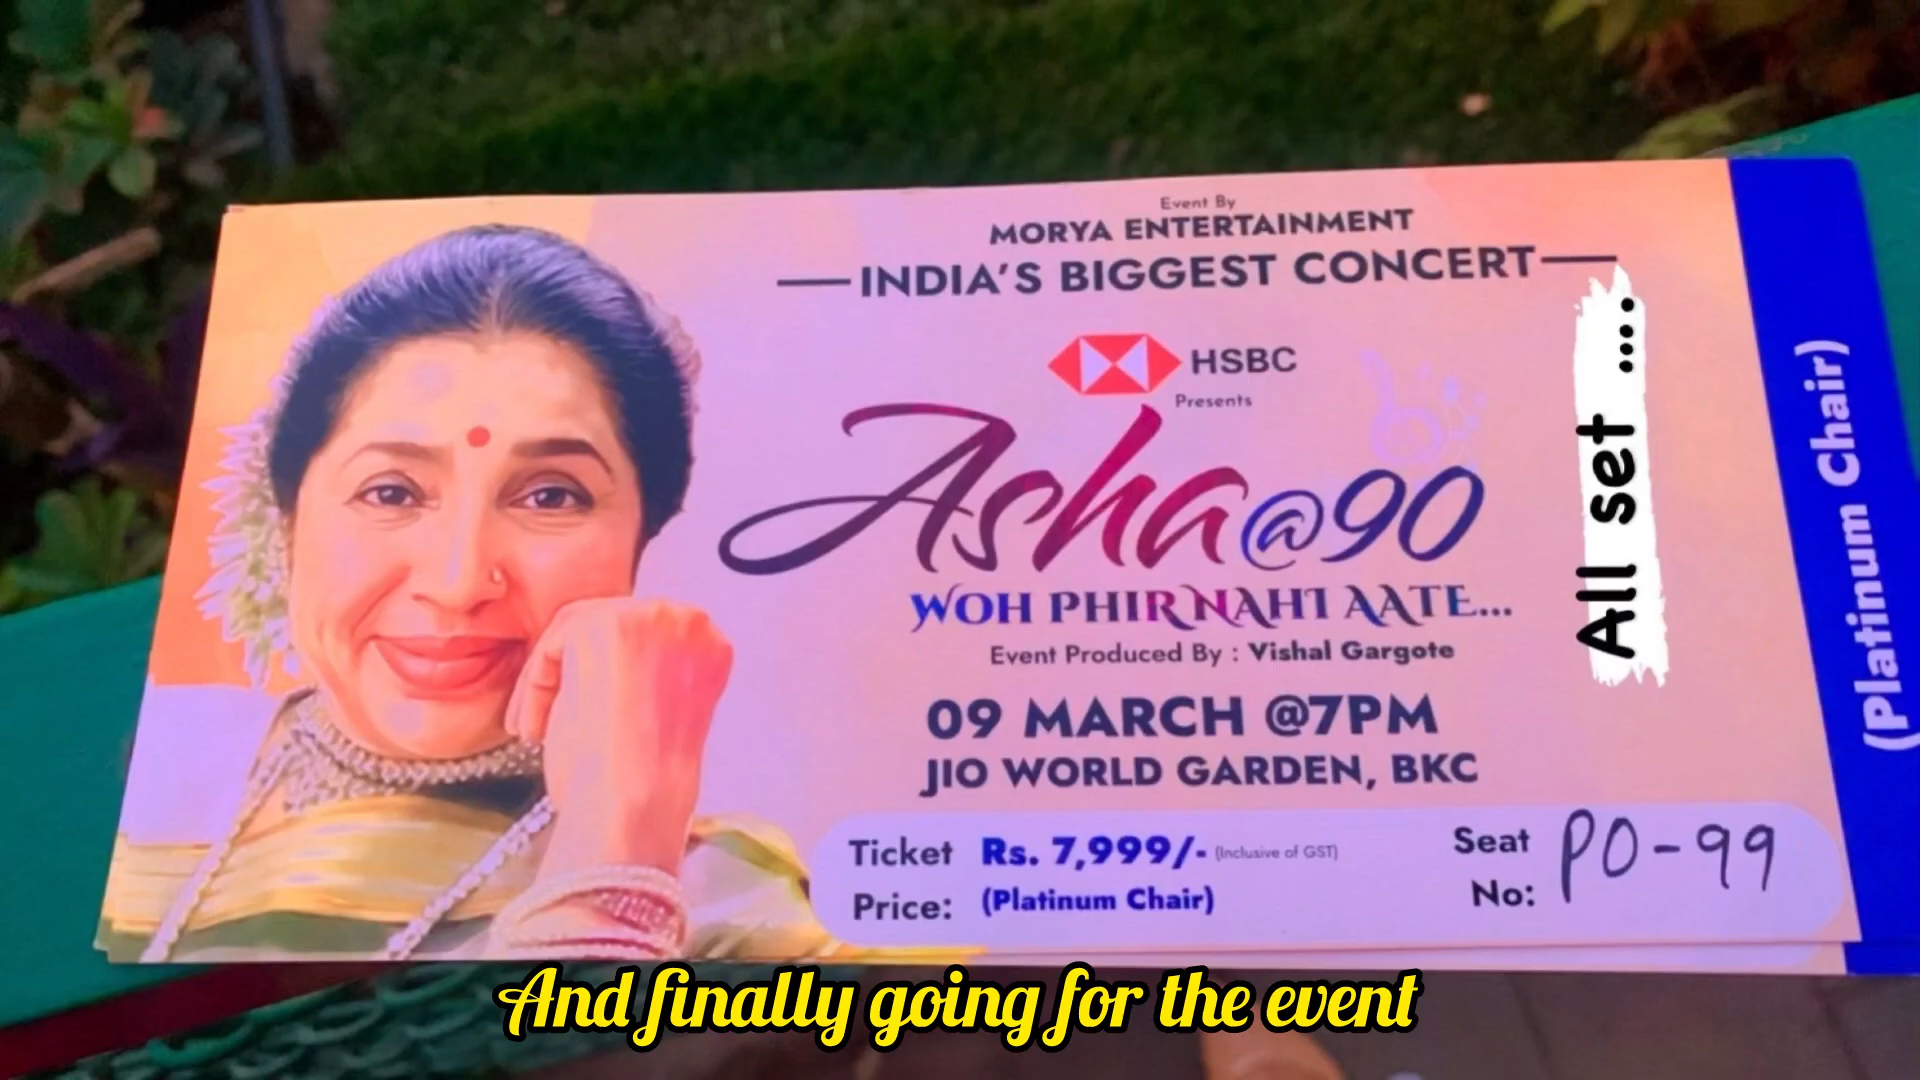 Event By
MORYA ENTERTAINMENT
INDIA'S BIGGEST CONCERT
HSBC
Presents
Asha@90
WOH PHIR NAHI AATE...
Event Produced By : Vishal Gargote
09 MARCH @7PM
JIO WORLD GARDEN, BKC
Ticket Price: Rs. 7,999/- (Inclusive of GST)
(Platinum Chair)
Seat No: PO-99
All set ....
(Platinum Chair)
And finally going for the event